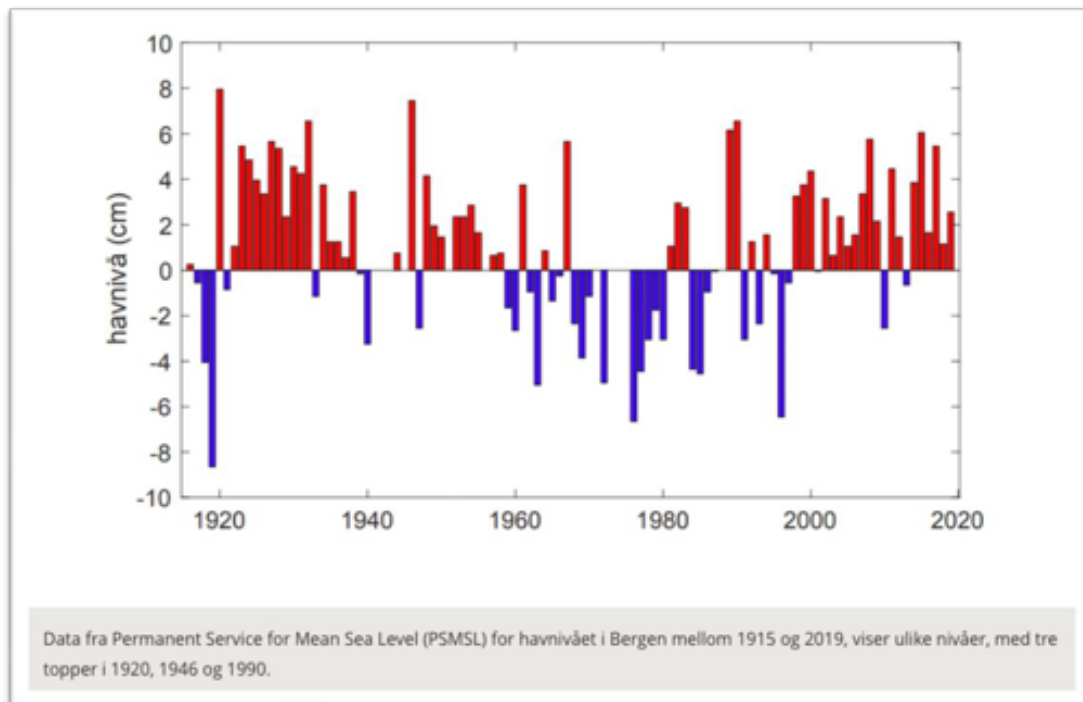 10
8
6
4
2
0
-2
-4
-6
-8
-10
havnivå (cm)
1920 1940 1960 1980 2000 2020
Data fra Permanent Service for Mean Sea Level (PSMSL) for havnivået i Bergen mellom 1915 og 2019, viser ulike nivåer, med tre
topper i 1920, 1946 og 1990.